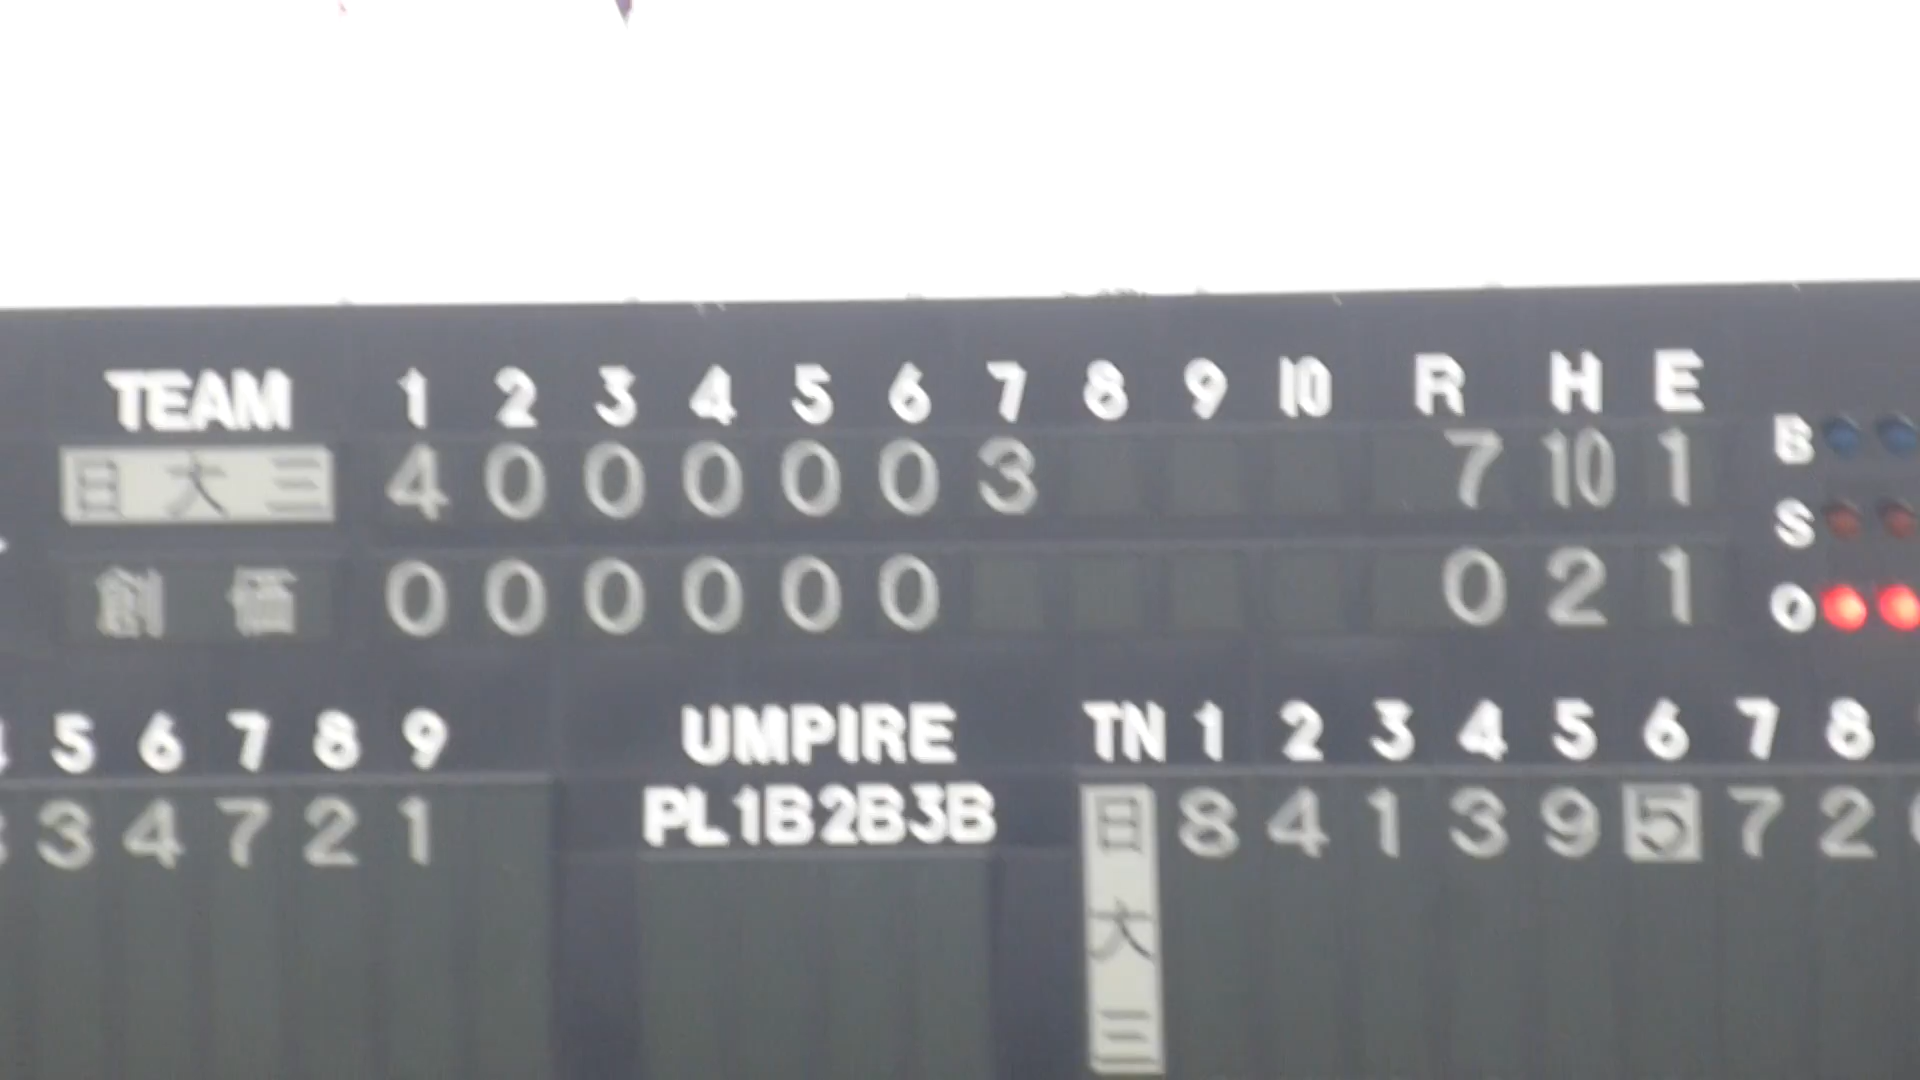 TEAM 1 2 3 4 5 6 7 8 9 10 R H E
日大三 4 0 0 0 0 0 3 7 10 1 B
S
創価 0 0 0 0 0 0 0 2 1 O
5 6 7 8 9 UMPIRE TN 1 2 3 4 5 6 7 8
3 4 7 2 1 PL 1B 2B 3B 日大三 8 4 1 3 9 5 7 2